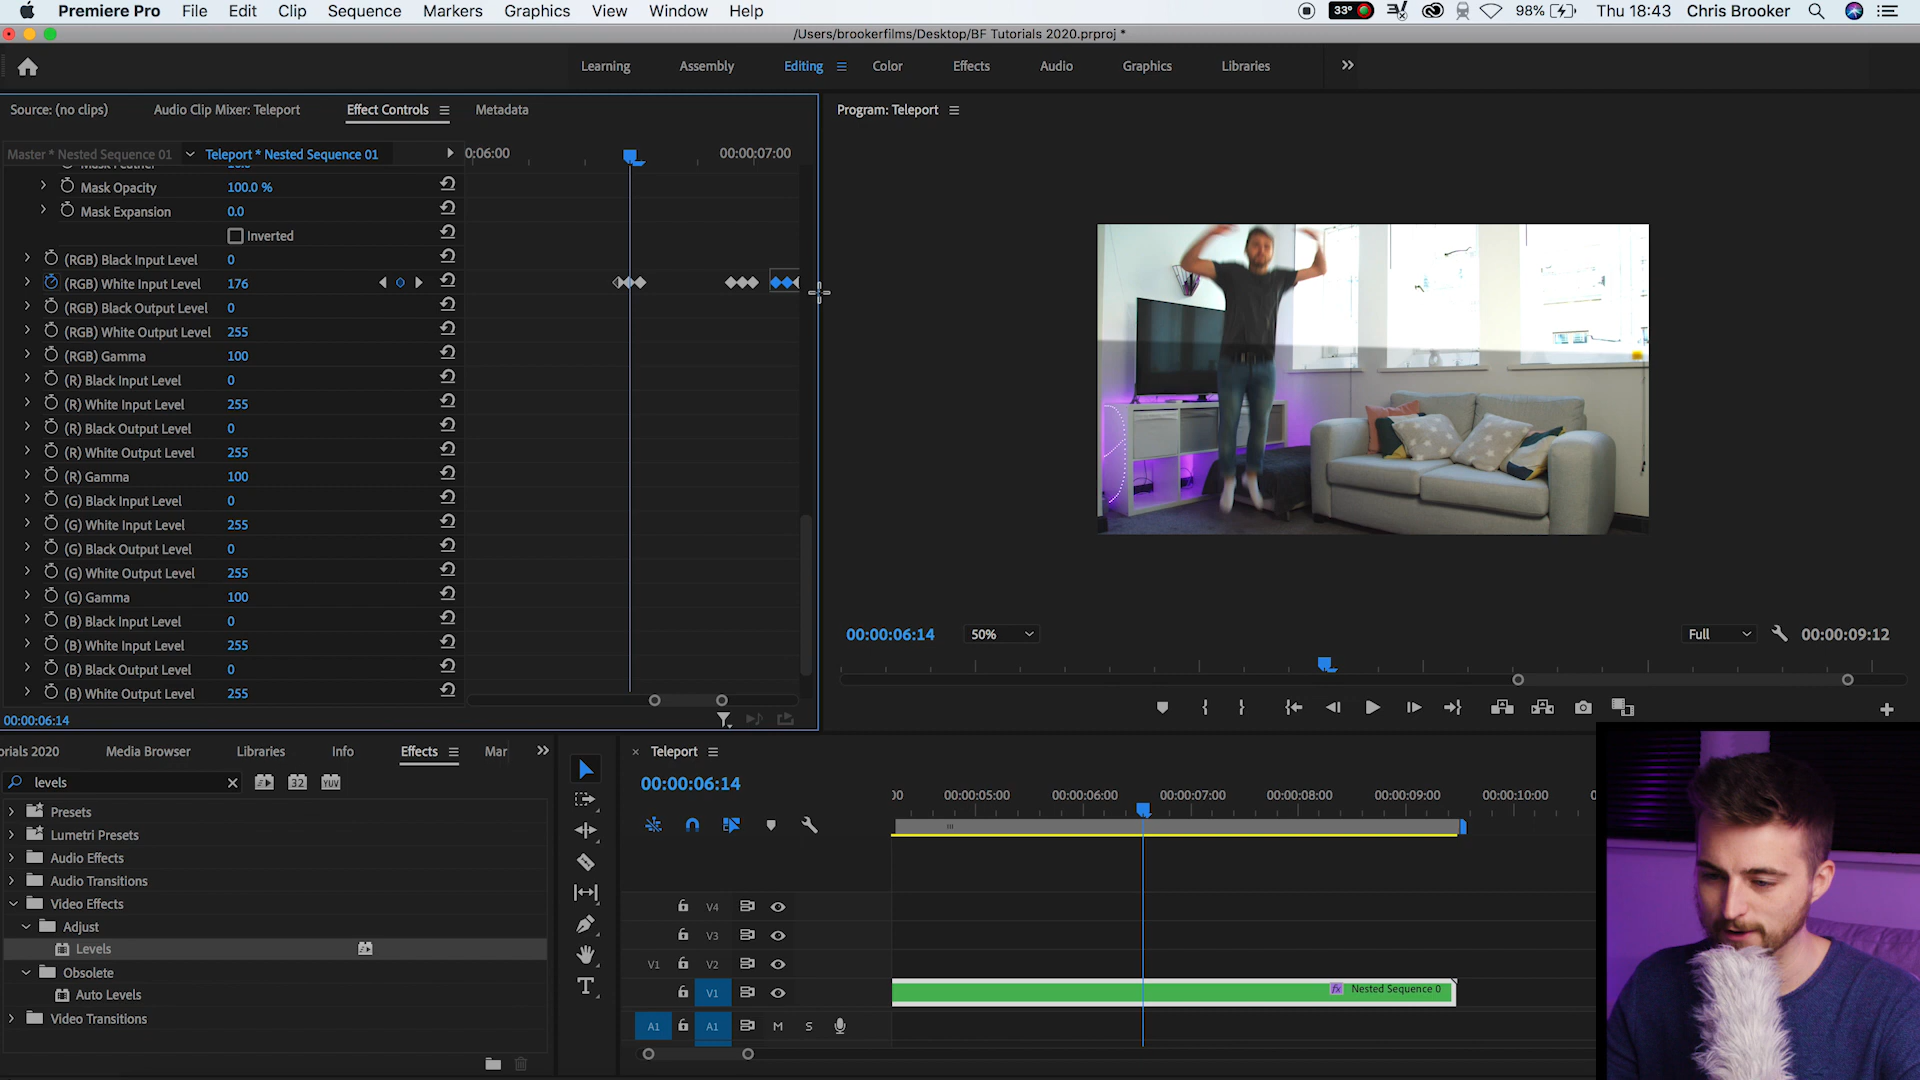 Premiere Pro File Edit Clip Sequence Markers Graphics View Window Help 33° 98% Thu 18:43 Chris Brooker
/Users/brookerfilms/Desktop/BF Tutorials 2020.prproj *
Learning Assembly Editing Color Effects Audio Graphics Libraries
Source: (no clips) Audio Clip Mixer: Teleport Effect Controls Metadata
Program: Teleport
Master * Nested Sequence 01 Teleport * Nested Sequence 01 0:06:00 00:00:07:00
Mask Opacity 100.0 %
Mask Expansion 0.0
Inverted
(RGB) Black Input Level 0
(RGB) White Input Level 176
(RGB) Black Output Level 0
(RGB) White Output Level 255
(RGB) Gamma 100
(R) Black Input Level 0
(R) White Input Level 255
(R) Black Output Level 0
(R) White Output Level 255
(R) Gamma 100
(G) Black Input Level 0
(G) White Input Level 255
(G) Black Output Level 0
(G) White Output Level 255
(G) Gamma 100
(B) Black Input Level 0
(B) White Input Level 255
(B) Black Output Level 0
(B) White Output Level 255
00:00:06:14
00:00:06:14 50% Full 00:00:09:12
orials 2020 Media Browser Libraries Info Effects Mar
levels 32 YUV
Presets
Lumetri Presets
Audio Effects
Audio Transitions
Video Effects
Adjust
Levels
Obsolete
Auto Levels
Video Transitions
Teleport
00:00:06:14
:00 00:00:05:00 00:00:06:00 00:00:07:00 00:00:08:00 00:00:09:00 00:00:10:00
V4
V3
V1 V2
V1 fx Nested Sequence 0
A1 A1 M S